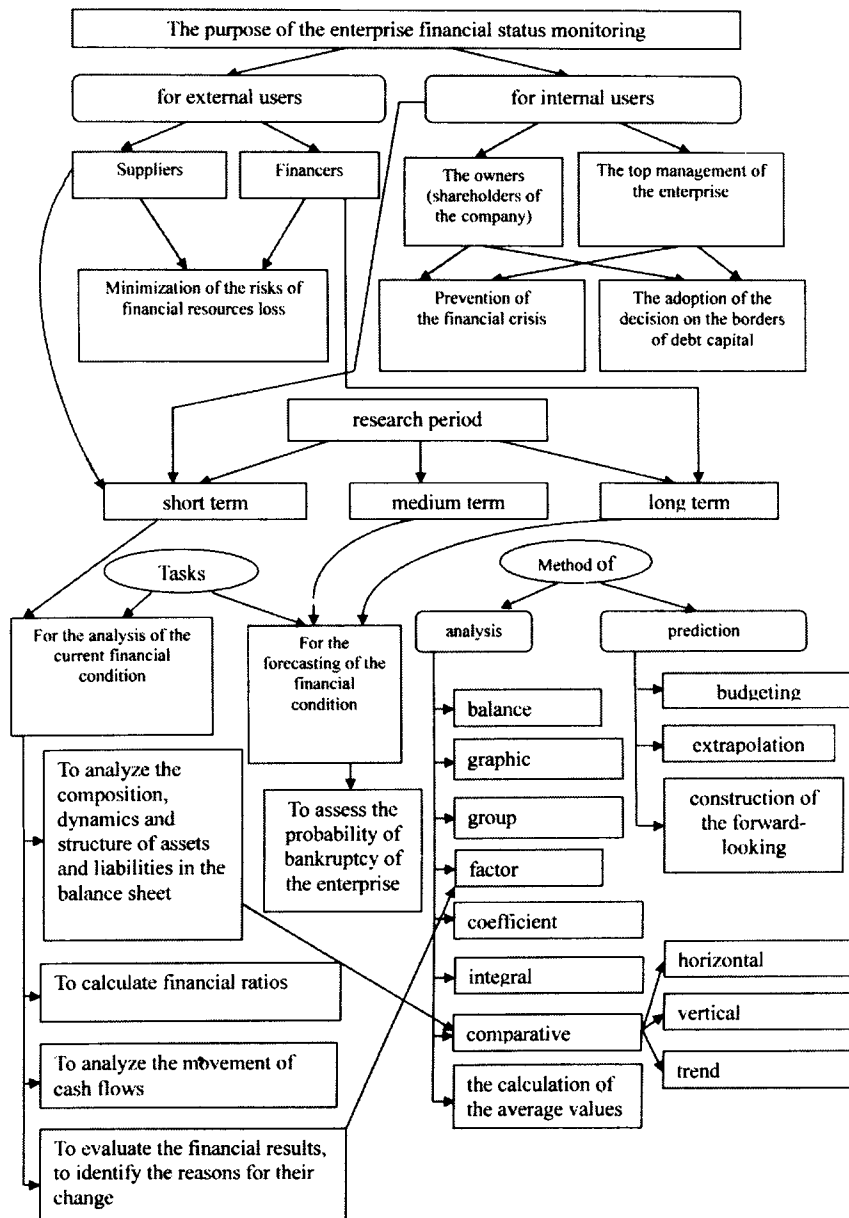 The purpose of the enterprise financial status monitoring
for external users
for internal users
Suppliers
Financers
The owners
(shareholders of
the company)
The top management of
the enterprise
Minimization of the risks of
financial resources loss
Prevention of
the financial crisis
The adoption of the
decision on the borders
of debt capital
research period
short term
medium term
long term
Tasks
Method of
For the analysis of the
current financial
condition
For the
forecasting of the
financial
condition
analysis
prediction
balance
graphic
group
factor
coefficient
integral
comparative
the calculation of
the average values
budgeting
extrapolation
construction of
the forward-
looking
To analyze the
composition,
dynamics and
structure of assets
and liabilities in the
balance sheet
To assess the
probability of
bankruptcy of
the enterprise
To calculate financial ratios
To analyze the movement of
cash flows
To evaluate the financial results,
to identify the reasons for their
change
horizontal
vertical
trend